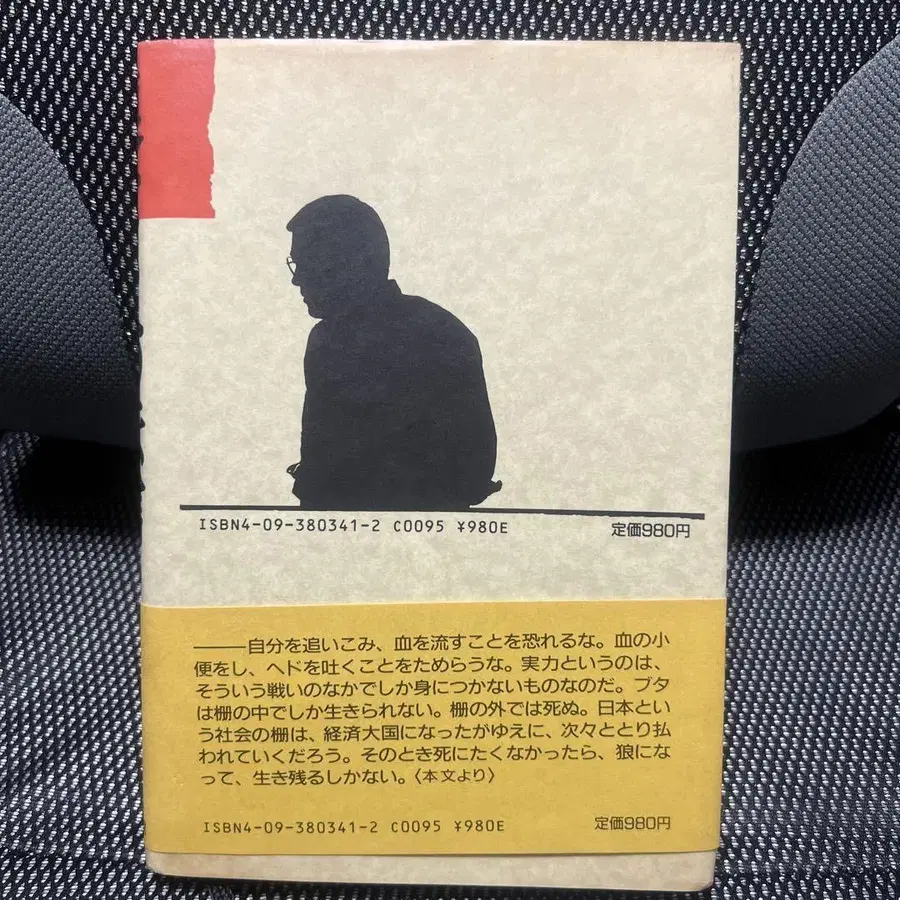 ISBN4-09-380341-2 C0095 ¥980E 定価980円
――自分を追いこみ、血を流すことを恐れるな。血の小
便をし、ヘドを吐くことをためらうな。実力というのは、
そういう戦いのなかでしか身につかないものなのだ。ブタ
は柵の中でしか生きられない。柵の外では死ぬ。日本とい
う社会の柵は、経済大国になったがゆえに、次々ととり払
われていくだろう。そのとき死にたくなかったら、狼にな
って、生き残るしかない。〈本文より〉
ISBN4-09-380341-2 C0095 ¥980E 定価980円